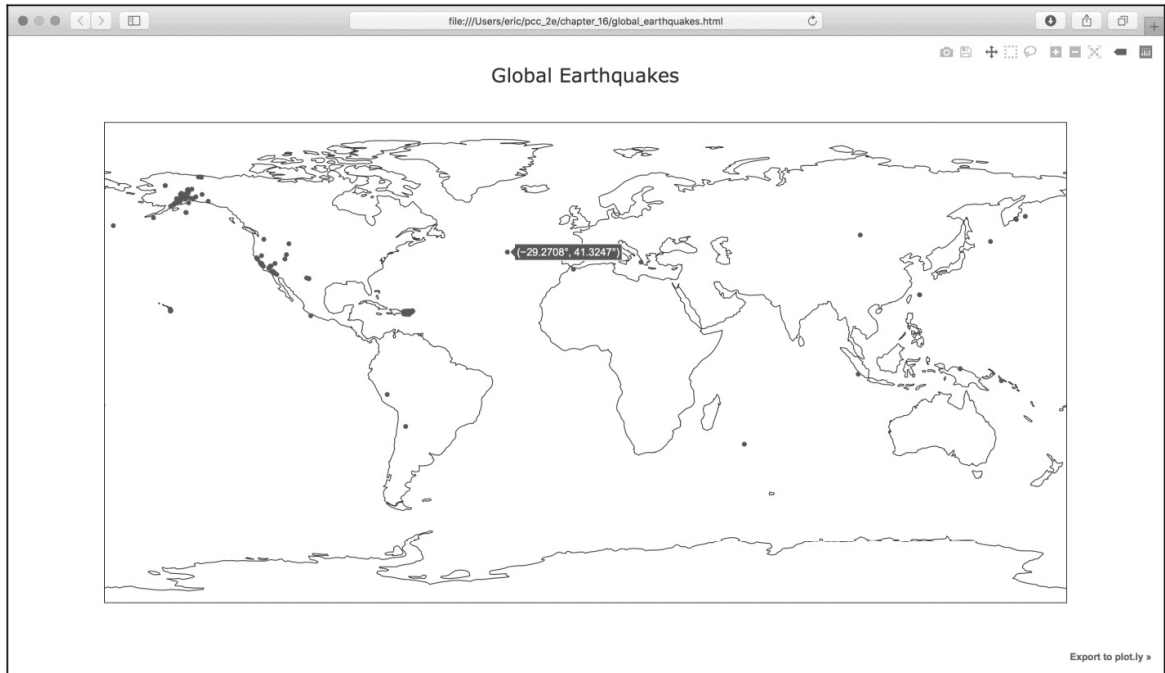 file:///Users/eric/pcc_2e/chapter_16/global_earthquakes.html
Global Earthquakes
(−29.2708°, 41.3247°)
Export to plot.ly »